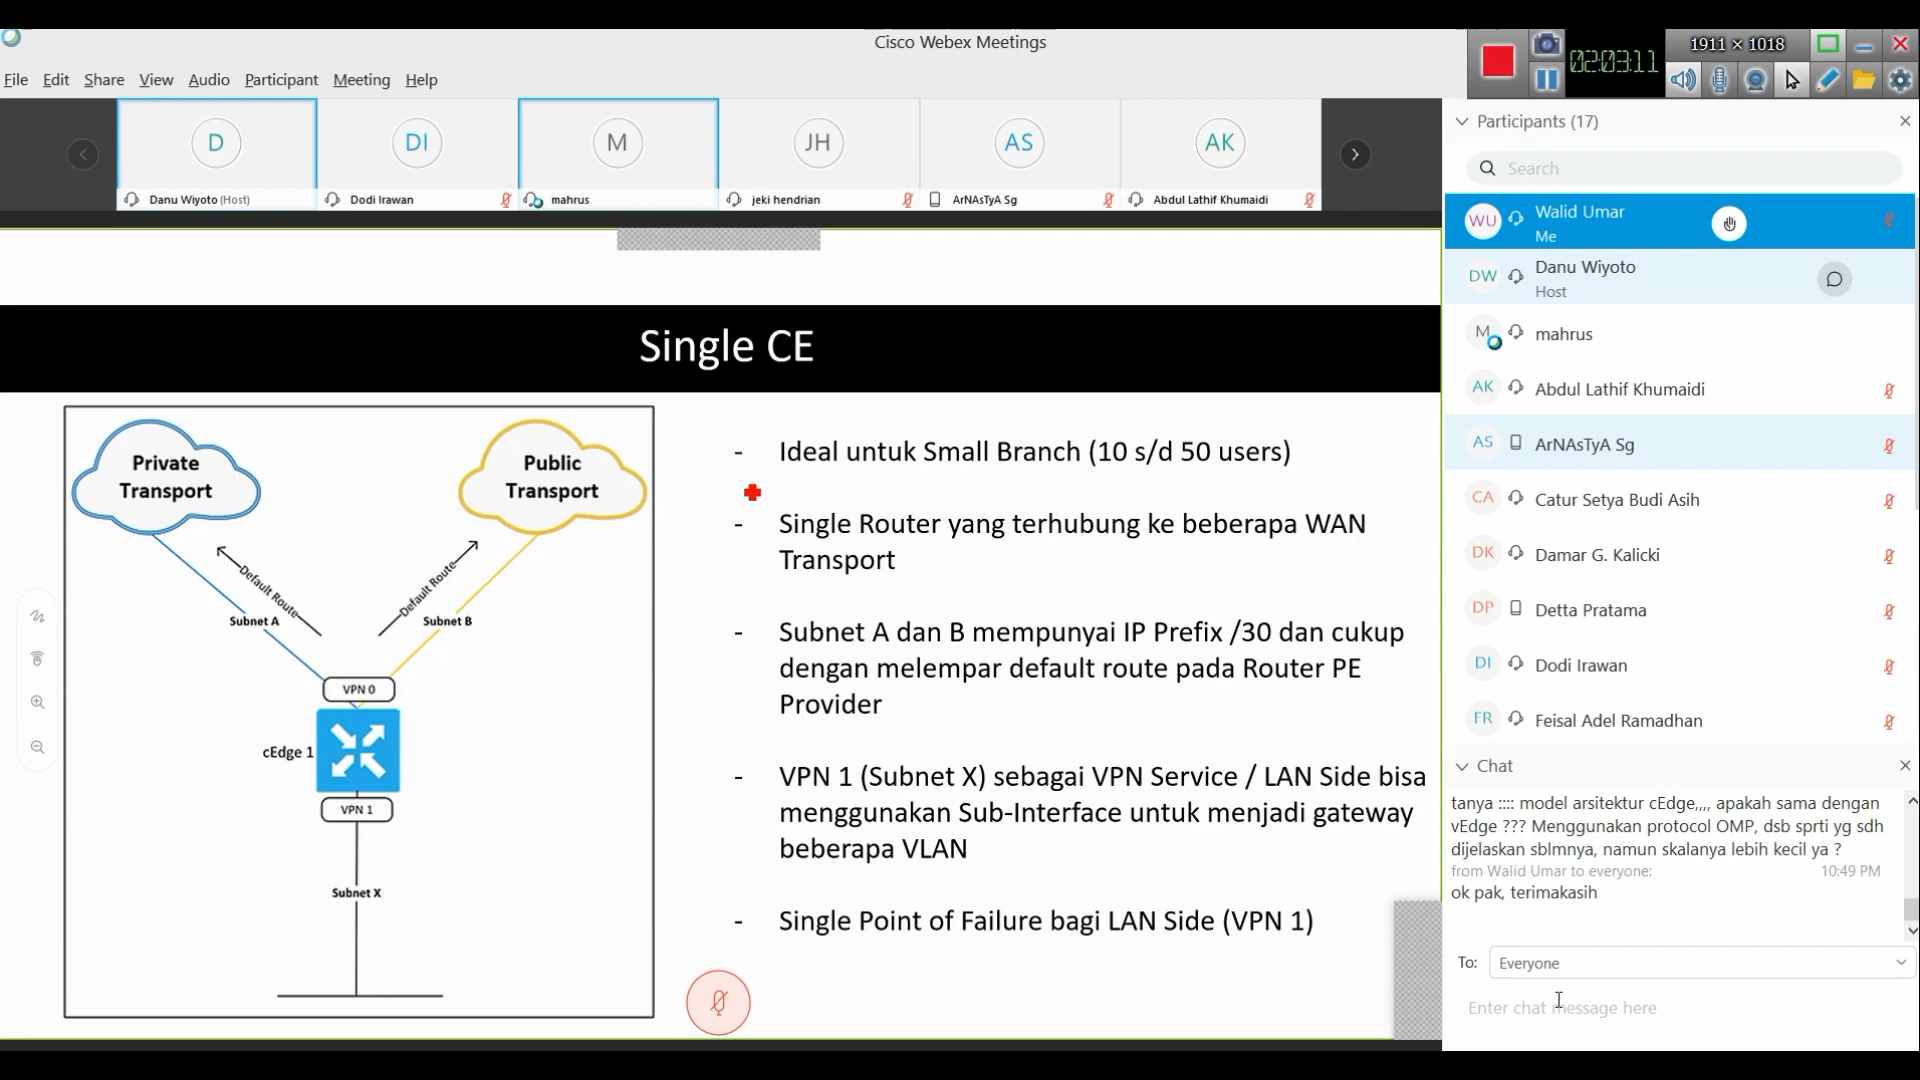 Cisco Webex Meetings
1911 × 1018
02:03:11
File Edit Share View Audio Participant Meeting Help
D
DI
M
JH
AS
AK
Danu Wiyoto (Host)
Dodi Irawan
mahrus
jeki hendrian
ArNAsTyA Sg
Abdul Lathif Khumaidi
Single CE
Private
Transport
Public
Transport
Default Route
Default Route
Subnet A
Subnet B
VPN 0
cEdge 1
VPN 1
Subnet X
- Ideal untuk Small Branch (10 s/d 50 users)
- Single Router yang terhubung ke beberapa WAN
Transport
- Subnet A dan B mempunyai IP Prefix /30 dan cukup
dengan melempar default route pada Router PE
Provider
- VPN 1 (Subnet X) sebagai VPN Service / LAN Side bisa
menggunakan Sub-Interface untuk menjadi gateway
beberapa VLAN
- Single Point of Failure bagi LAN Side (VPN 1)
Participants (17)
Search
WU Walid Umar
Me
DW Danu Wiyoto
Host
M mahrus
AK Abdul Lathif Khumaidi
AS ArNAsTyA Sg
CA Catur Setya Budi Asih
DK Damar G. Kalicki
DP Detta Pratama
DI Dodi Irawan
FR Feisal Adel Ramadhan
Chat
tanya :::: model arsitektur cEdge,,,, apakah sama dengan
vEdge ??? Menggunakan protocol OMP, dsb sprti yg sdh
dijelaskan sblmnya, namun skalanya lebih kecil ya ?
from Walid Umar to everyone: 10:49 PM
ok pak, terimakasih
To: Everyone
Enter chat message here